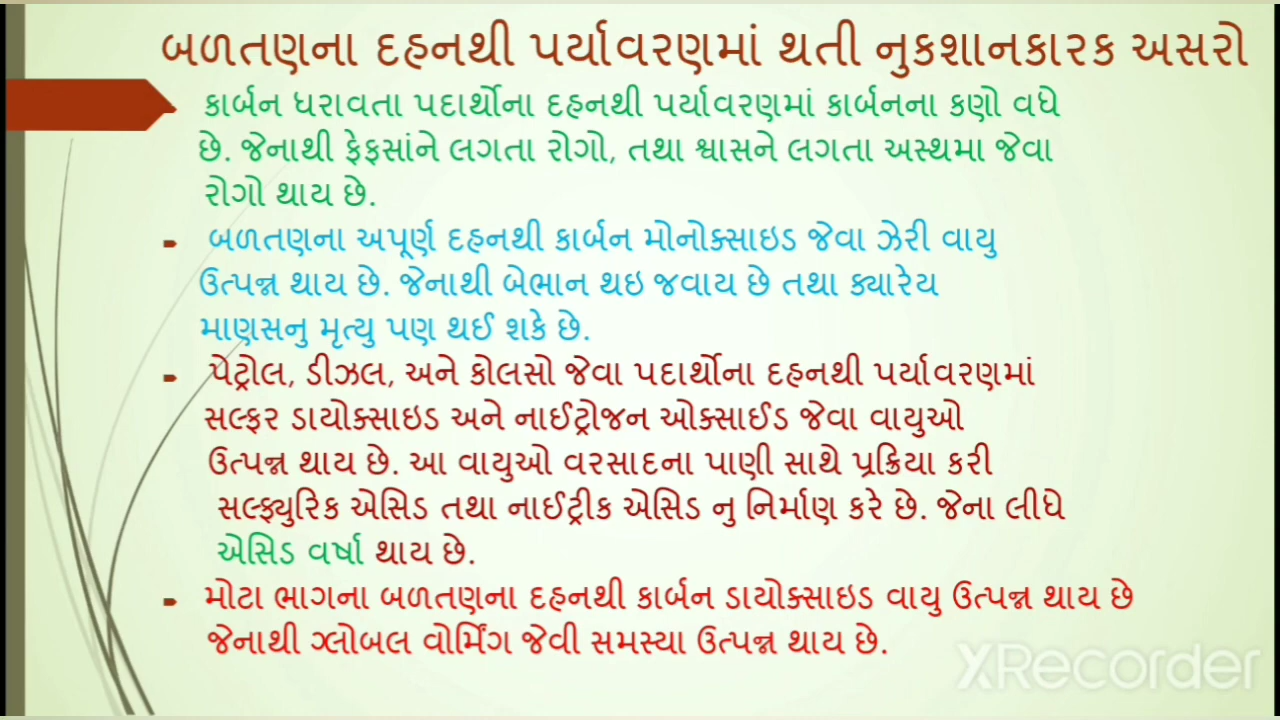 બળતણના દહનથી પર્યાવરણમાં થતી નુકશાનકારક અસરો
કાર્બન ધરાવતા પદાર્થોના દહનથી પર્યાવરણમાં કાર્બનના કણો વધે
છે. જેનાથી ફેફસાંને લગતા રોગો, તથા શ્વાસને લગતા અસ્થમા જેવા
રોગો થાય છે.
બળતણના અપૂર્ણ દહનથી કાર્બન મોનોક્સાઇડ જેવા ઝેરી વાયુ
ઉત્પન્ન થાય છે. જેનાથી બેભાન થઇ જવાય છે તથા ક્યારેય
માણસનુ મૃત્યુ પણ થઈ શકે છે.
પેટ્રોલ, ડીઝલ, અને કોલસો જેવા પદાર્થોના દહનથી પર્યાવરણમાં
સલ્ફર ડાયોક્સાઇડ અને નાઈટ્રોજન ઓક્સાઈડ જેવા વાયુઓ
ઉત્પન્ન થાય છે. આ વાયુઓ વરસાદના પાણી સાથે પ્રક્રિયા કરી
સલ્ફ્યુરિક એસિડ તથા નાઈટ્રીક એસિડ નુ નિર્માણ કરે છે. જેના લીધે
એસિડ વર્ષા થાય છે.
મોટા ભાગના બળતણના દહનથી કાર્બન ડાયોક્સાઇડ વાયુ ઉત્પન્ન થાય છે
જેનાથી ગ્લોબલ વોર્મિંગ જેવી સમસ્યા ઉત્પન્ન થાય છે.
XRecorder